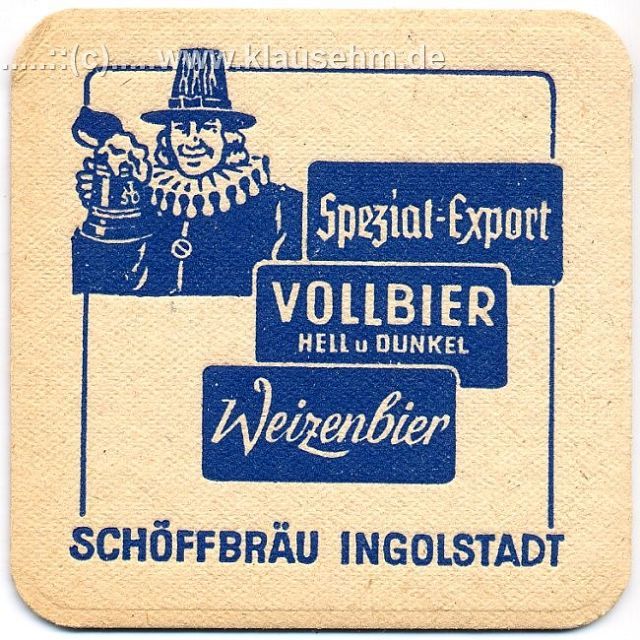 ......::(c).....www.klausehm.de
Spezial-Export
VOLLBIER
HELL u DUNKEL
Weizenbier
SCHÖFFBRÄU INGOLSTADT